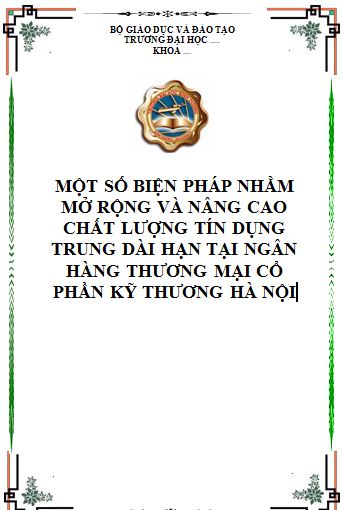 BỘ GIÁO DỤC VÀ ĐÀO TẠO
TRƯỜNG ĐẠI HỌC .....
KHOÁ .....
MỘT SỐ BIỆN PHÁP NHẰM
MỞ RỘNG VÀ NÂNG CAO
CHẤT LƯỢNG TÍN DỤNG
TRUNG DÀI HẠN TẠI NGÂN
HÀNG THƯƠNG MẠI CỔ
PHẦN KỸ THƯƠNG HÀ NỘI